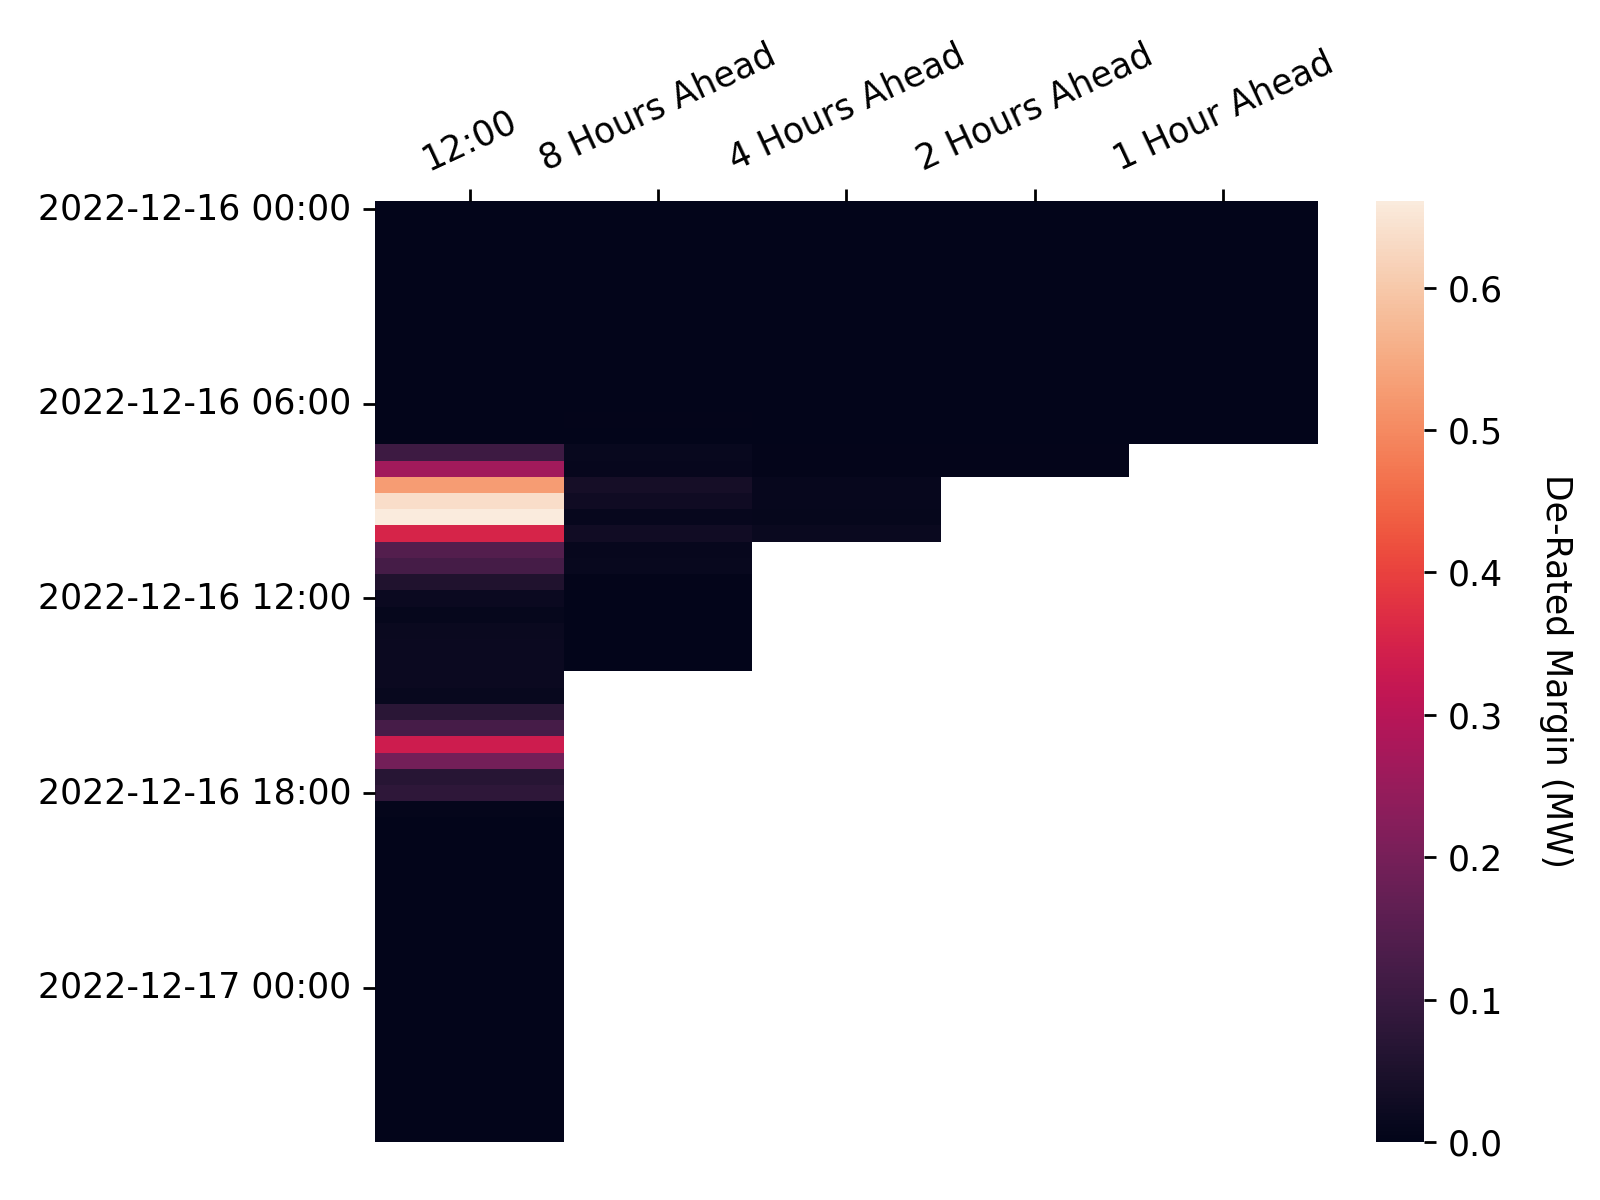 12:00
8 Hours Ahead
4 Hours Ahead
2 Hours Ahead
1 Hour Ahead
2022-12-16 00:00
2022-12-16 06:00
2022-12-16 12:00
2022-12-16 18:00
2022-12-17 00:00
0.6
0.5
0.4
0.3
0.2
0.1
0.0
De-Rated Margin (MW)